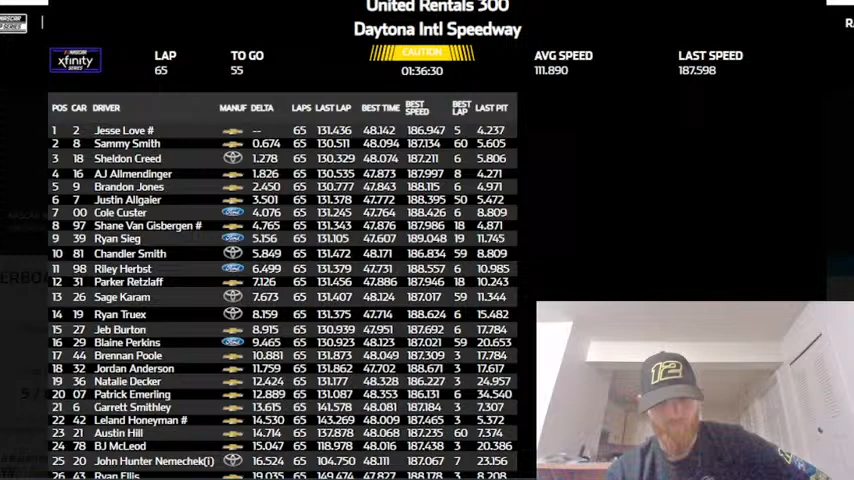 United Rentals 300
Daytona Intl Speedway
xfinity
LAP TO GO CAUTION AVG SPEED LAST SPEED
65 55 01:36:30 111.890 187.598
POS CAR DRIVER MANUF DELTA LAPS LAST LAP BEST TIME BEST SPEED BEST LAP LAST PIT
1 2 Jesse Love # -- 65 131.436 48.142 186.947 5 4.237
2 8 Sammy Smith 0.674 65 130.511 48.094 187.134 60 5.605
3 18 Sheldon Creed 1.278 65 130.329 48.074 187.211 6 5.806
4 16 AJ Allmendinger 1.826 65 130.535 47.873 187.997 8 4.271
5 9 Brandon Jones 2.450 65 130.777 47.843 188.115 6 4.971
6 7 Justin Allgaier 3.501 65 131.378 47.772 188.395 50 5.472
7 00 Cole Custer 4.076 65 131.245 47.764 188.426 6 8.809
8 97 Shane Van Gisbergen # 4.765 65 131.343 47.876 187.986 18 4.871
9 39 Ryan Sieg 5.156 65 131.105 47.607 189.048 19 11.745
10 81 Chandler Smith 5.849 65 131.472 48.171 186.834 59 8.809
11 98 Riley Herbst 6.499 65 131.379 47.731 188.557 6 10.985
12 31 Parker Retzlaff 7.126 65 131.456 47.886 187.946 18 10.243
13 26 Sage Karam 7.673 65 131.407 48.124 187.017 59 11.344
14 19 Ryan Truex 8.159 65 131.375 47.714 188.624 6 15.482
15 27 Jeb Burton 8.915 65 130.939 47.951 187.692 6 17.784
16 29 Blaine Perkins 9.465 65 130.923 48.123 187.021 59 20.653
17 44 Brennan Poole 10.881 65 131.873 48.049 187.309 3 17.784
18 32 Jordan Anderson 11.759 65 131.862 47.702 188.671 3 17.617
19 36 Natalie Decker 12.424 65 131.177 48.328 186.227 3 24.957
20 07 Patrick Emerling 12.889 65 131.087 48.353 186.131 6 34.540
21 6 Garrett Smithley 13.615 65 141.578 48.081 187.184 3 7.307
22 42 Leland Honeyman # 14.530 65 143.269 48.009 187.465 3 5.372
23 21 Austin Hill 14.714 65 137.878 48.068 187.235 60 7.374
24 78 BJ McLeod 15.047 65 118.978 48.016 187.438 3 20.386
25 20 John Hunter Nemechek(i) 16.524 65 104.750 48.111 187.067 7 23.156
26 43 Ryan Ellis 19.035 65 149.474 47.827 188.178 3 8.208
12